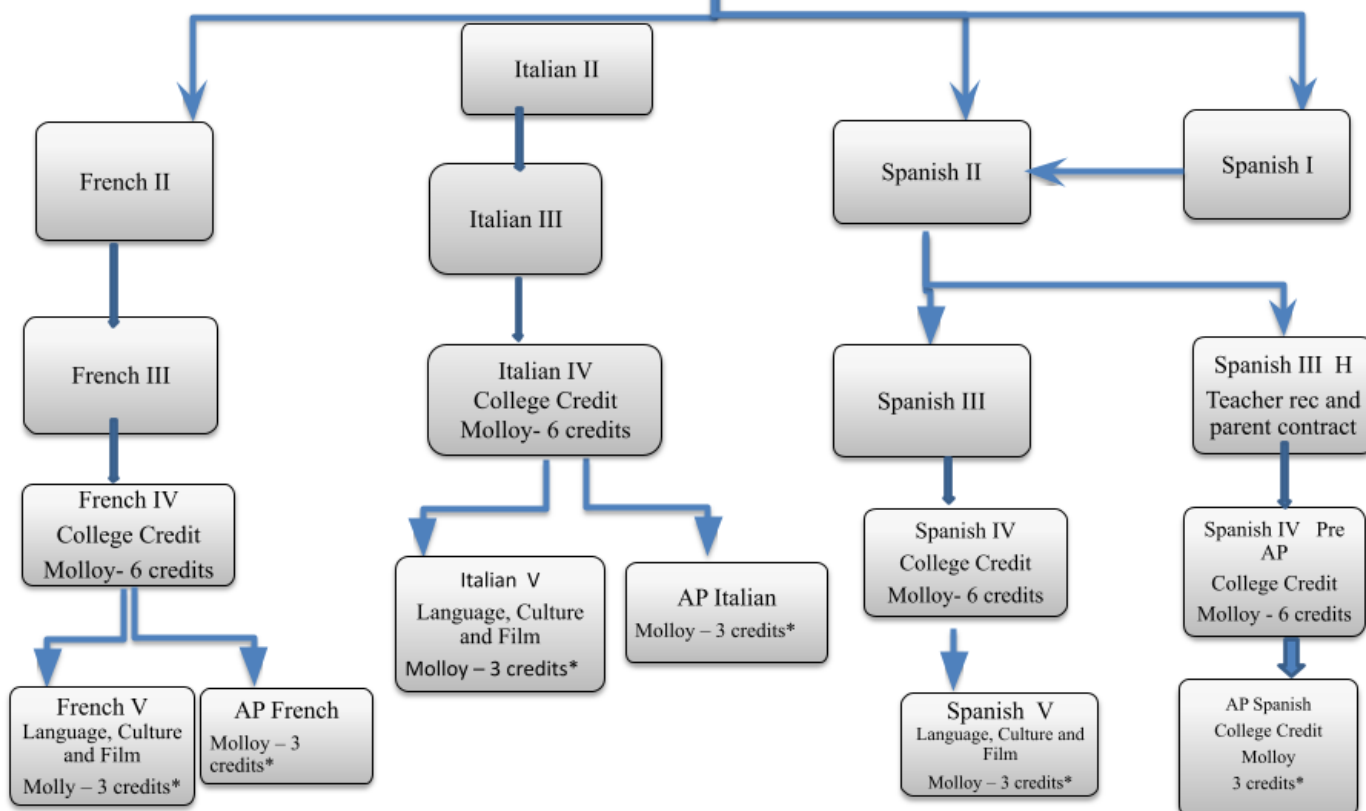 Italian II
French II
Spanish II
Spanish I
Italian III
French III
Italian IV
College Credit
Molloy- 6 credits
Spanish III
Spanish III H
Teacher rec and
parent contract
French IV
College Credit
Molloy- 6 credits
Italian V
Language, Culture
and Film
Molloy – 3 credits*
AP Italian
Molloy – 3 credits*
Spanish IV
College Credit
Molloy- 6 credits
Spanish IV Pre
AP
College Credit
Molloy - 6 credits
French V
Language, Culture
and Film
Molly – 3 credits*
AP French
Molloy – 3
credits*
Spanish V
Language, Culture and
Film
Molloy – 3 credits*
AP Spanish
College Credit
Molloy
3 credits*